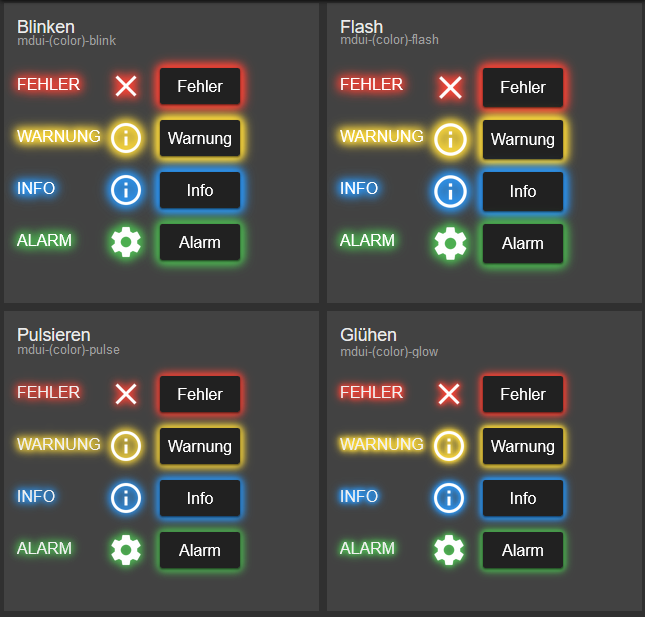 Blinken
mdui-(color)-blink
FEHLER
Fehler
WARNUNG
Warnung
INFO
Info
ALARM
Alarm
Flash
mdui-(color)-flash
FEHLER
Fehler
WARNUNG
Warnung
INFO
Info
ALARM
Alarm
Pulsieren
mdui-(color)-pulse
FEHLER
Fehler
WARNUNG
Warnung
INFO
Info
ALARM
Alarm
Glühen
mdui-(color)-glow
FEHLER
Fehler
WARNUNG
Warnung
INFO
Info
ALARM
Alarm